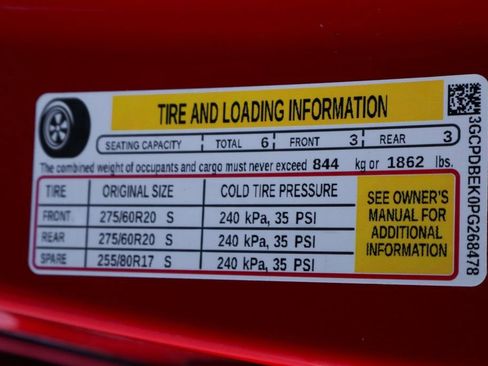 TIRE AND LOADING INFORMATION
SEATING CAPACITY TOTAL 6 FRONT 3 REAR 3
The combined weight of occupants and cargo must never exceed 844 kg or 1862 lbs.
TIRE ORIGINAL SIZE COLD TIRE PRESSURE
FRONT 275/60R20 S 240 kPa, 35 PSI
REAR 275/60R20 S 240 kPa, 35 PSI
SPARE 255/80R17 S 240 kPa, 35 PSI
SEE OWNER'S
MANUAL FOR
ADDITIONAL
INFORMATION
3GCPDBEK0PG268478